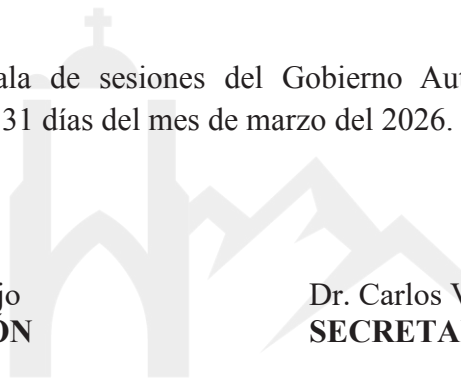 ala de sesiones del Gobierno Au
31 días del mes de marzo del 2026.
jo Dr. Carlos V
ÓN SECRETA